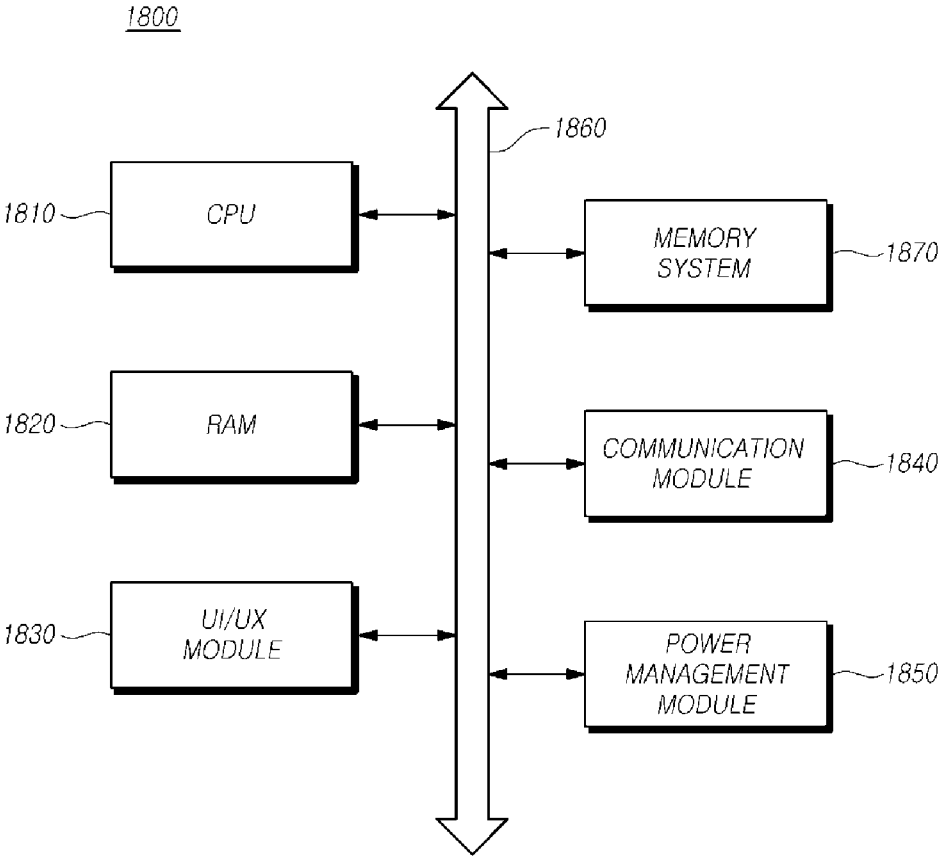 1800
1860
1810
CPU
MEMORY
SYSTEM
1870
1820
RAM
COMMUNICATION
MODULE
1840
1830
UI/UX
MODULE
POWER
MANAGEMENT
MODULE
1850